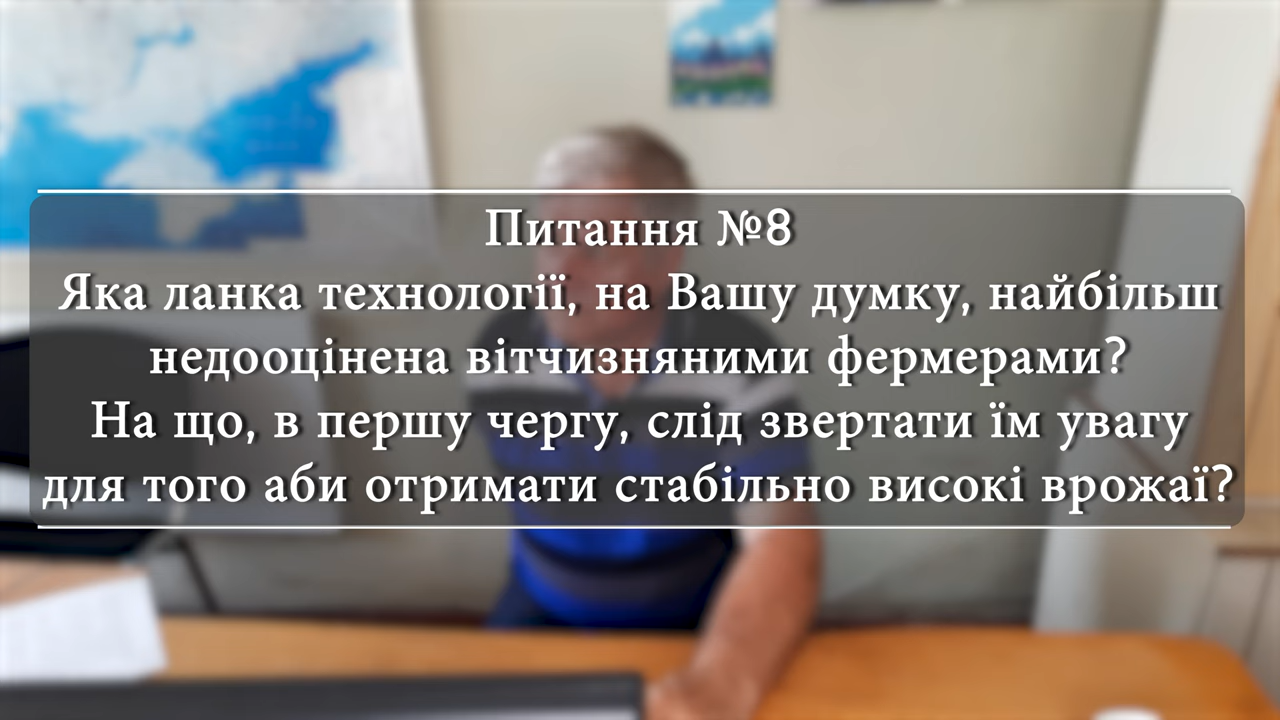 Питання №8
Яка ланка технології, на Вашу думку, найбільш
недооцінена вітчизняними фермерами?
На що, в першу чергу, слід звертати їм увагу
для того аби отримати стабільно високі врожаї?